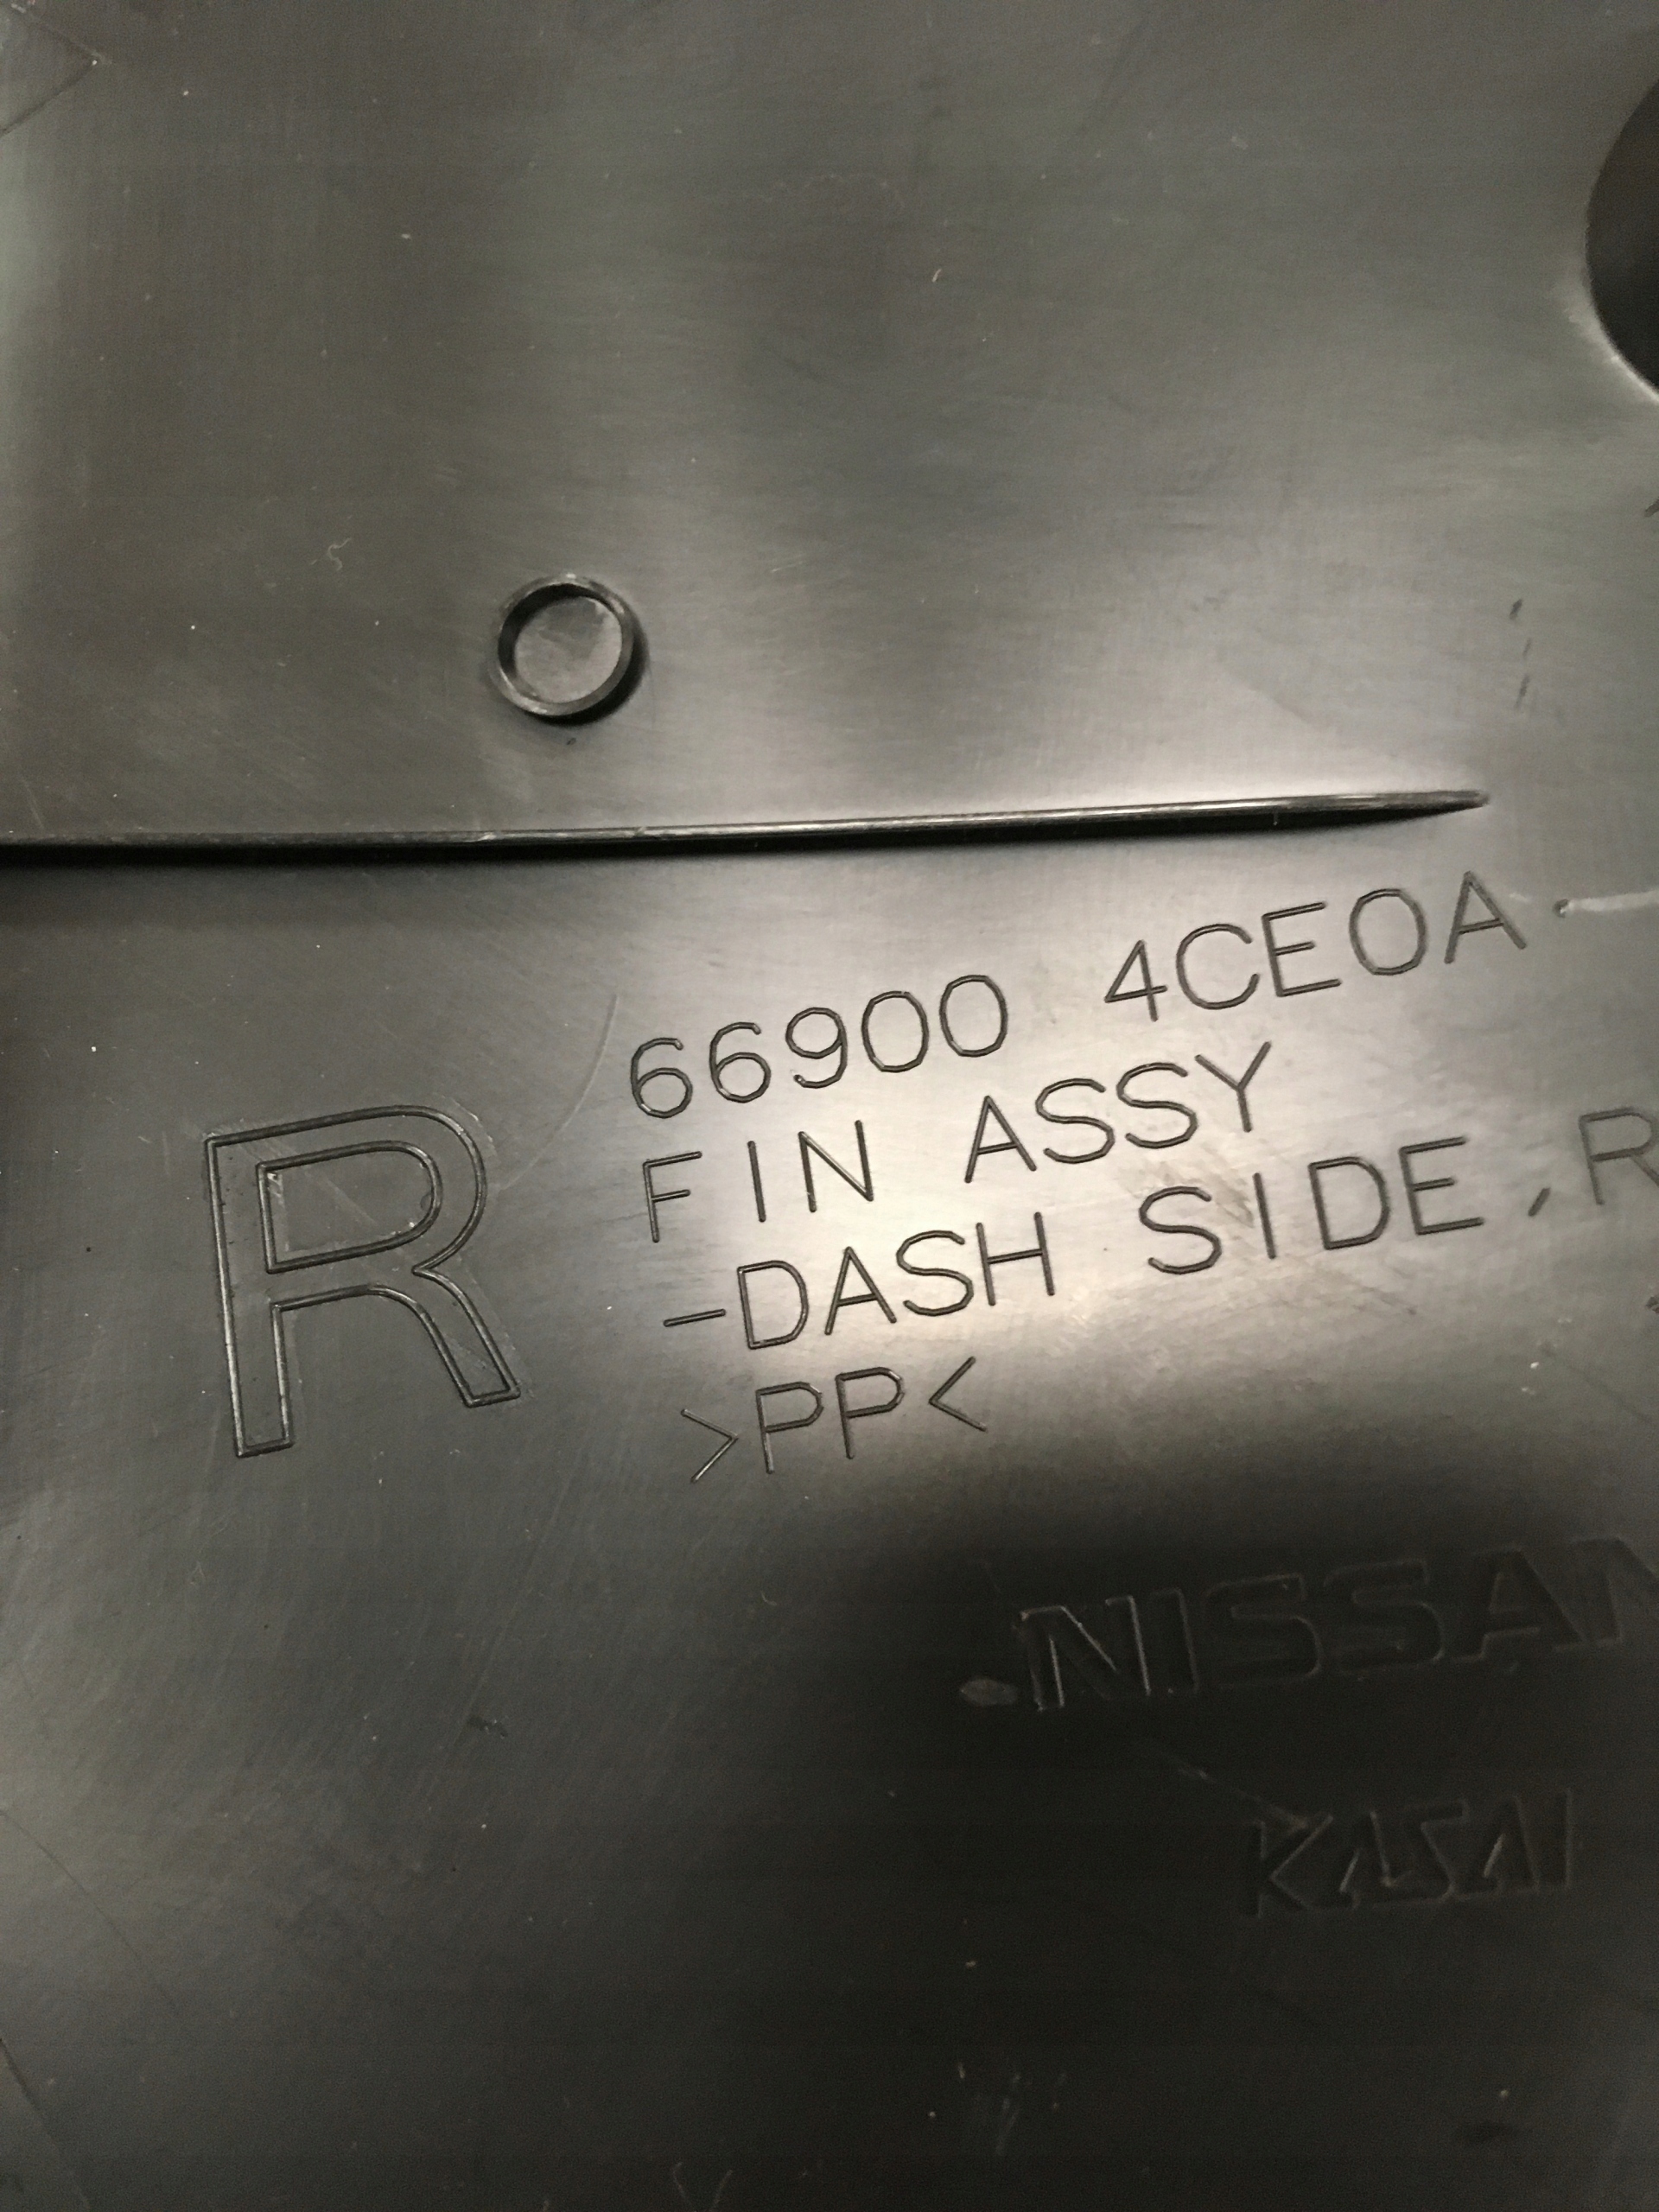 66900 4CE0A
R
FIN ASSY
-DASH SIDE, R
>PP<
NISSAN
KASAI